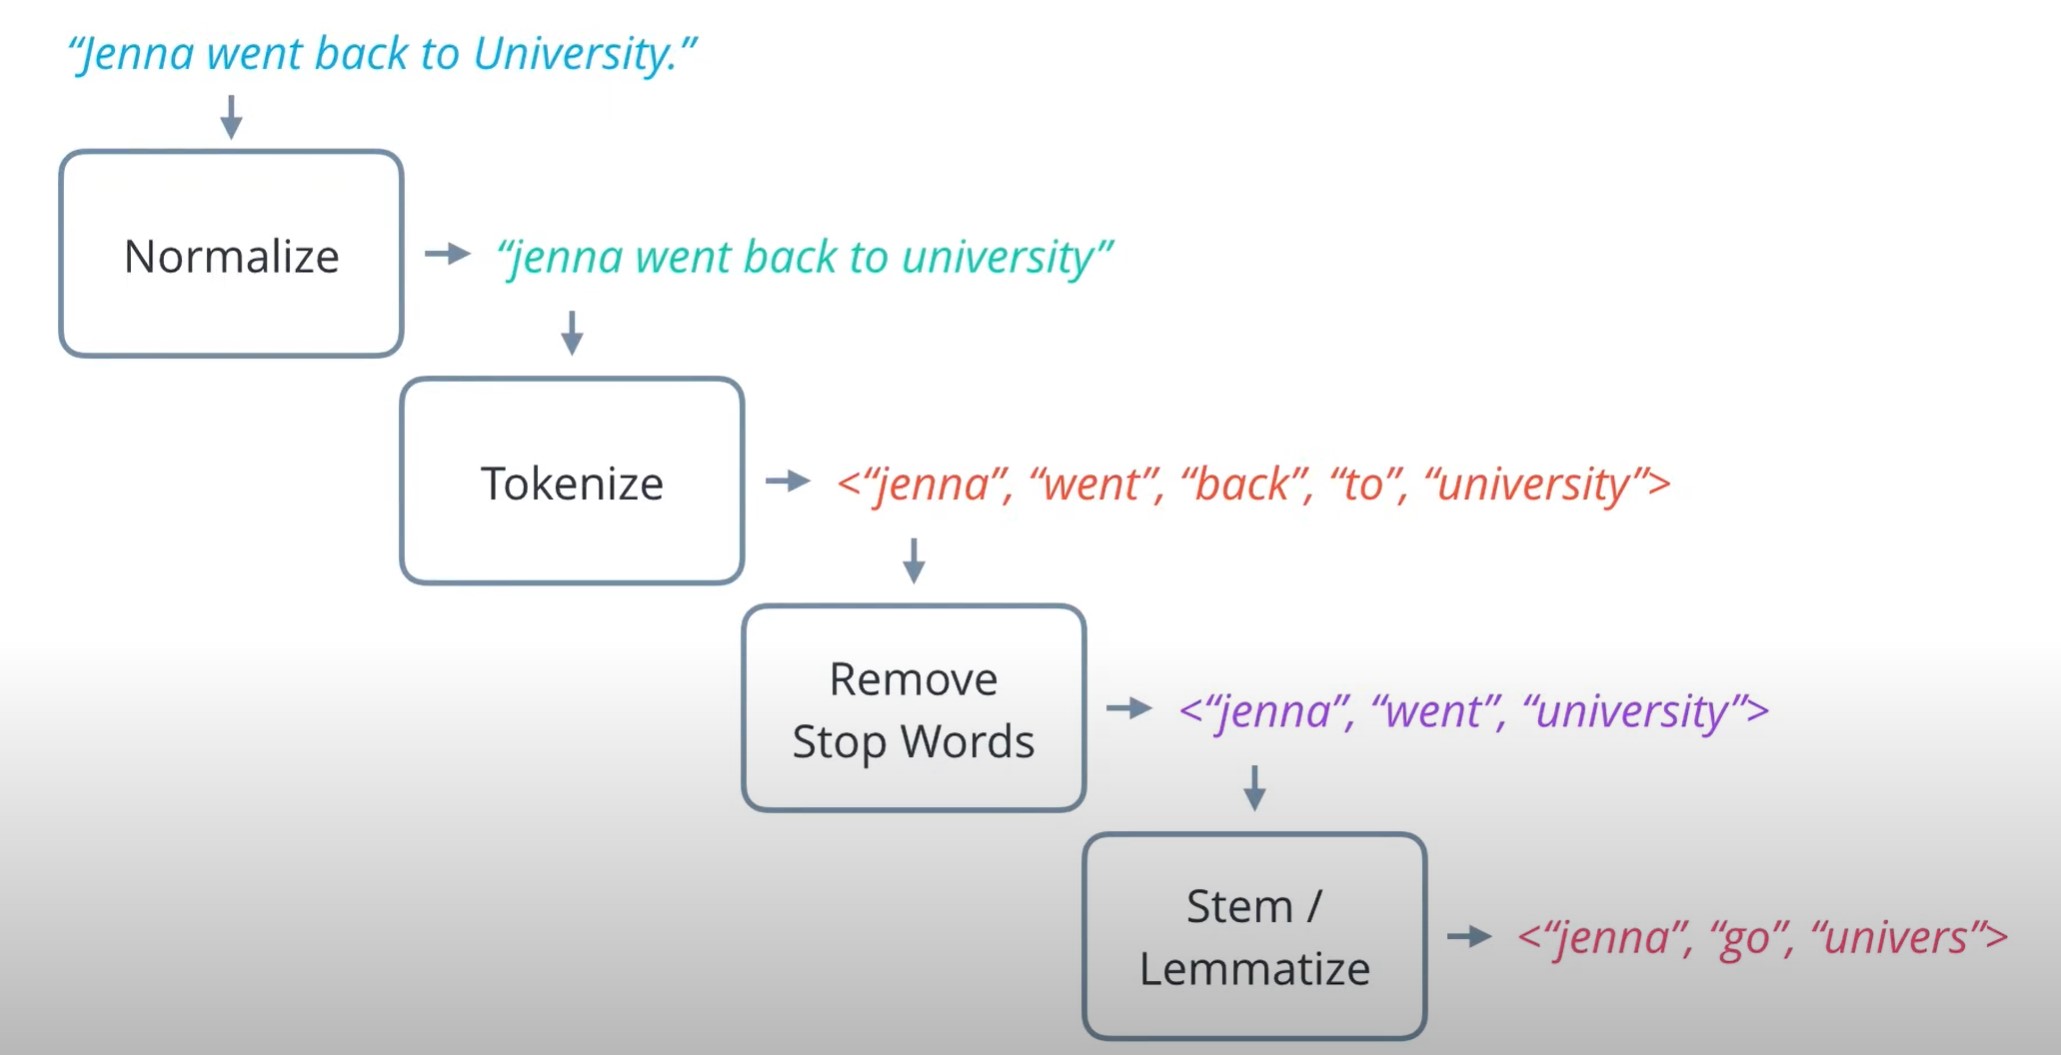 “Jenna went back to University.”
Normalize
“jenna went back to university”
Tokenize
<“jenna”, “went”, “back”, “to”, “university”>
Remove
Stop Words
<“jenna”, “went”, “university”>
Stem /
Lemmatize
<“jenna”, “go”, “univers”>